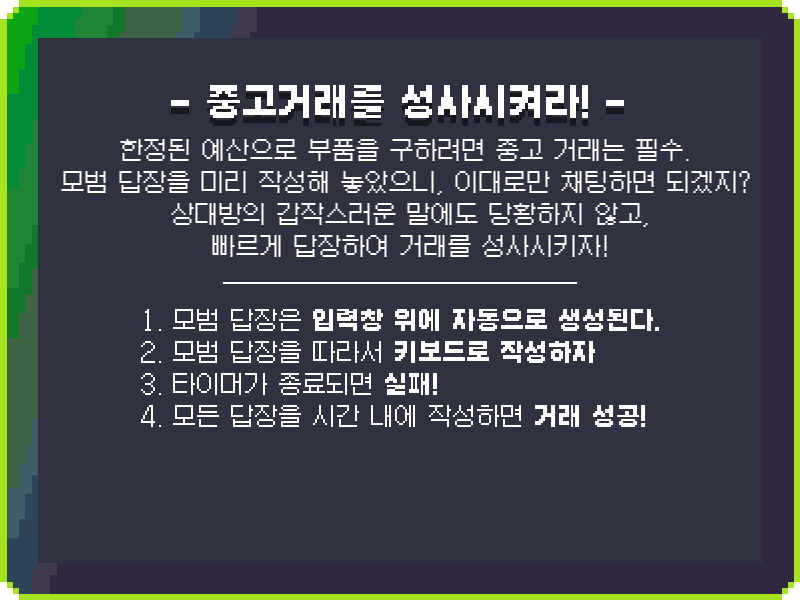 - 중고거래를 성사시켜라! -
한정된 예산으로 부품을 구하려면 중고 거래는 필수.
모범 답장을 미리 작성해 놓았으니, 이대로만 채팅하면 되겠지?
상대방의 갑작스러운 말에도 당황하지 않고,
빠르게 답장하여 거래를 성사시키자!
1. 모범 답장은 입력창 위에 자동으로 생성된다.
2. 모범 답장을 따라서 키보드로 작성하자
3. 타이머가 종료되면 실패!
4. 모든 답장을 시간 내에 작성하면 거래 성공!